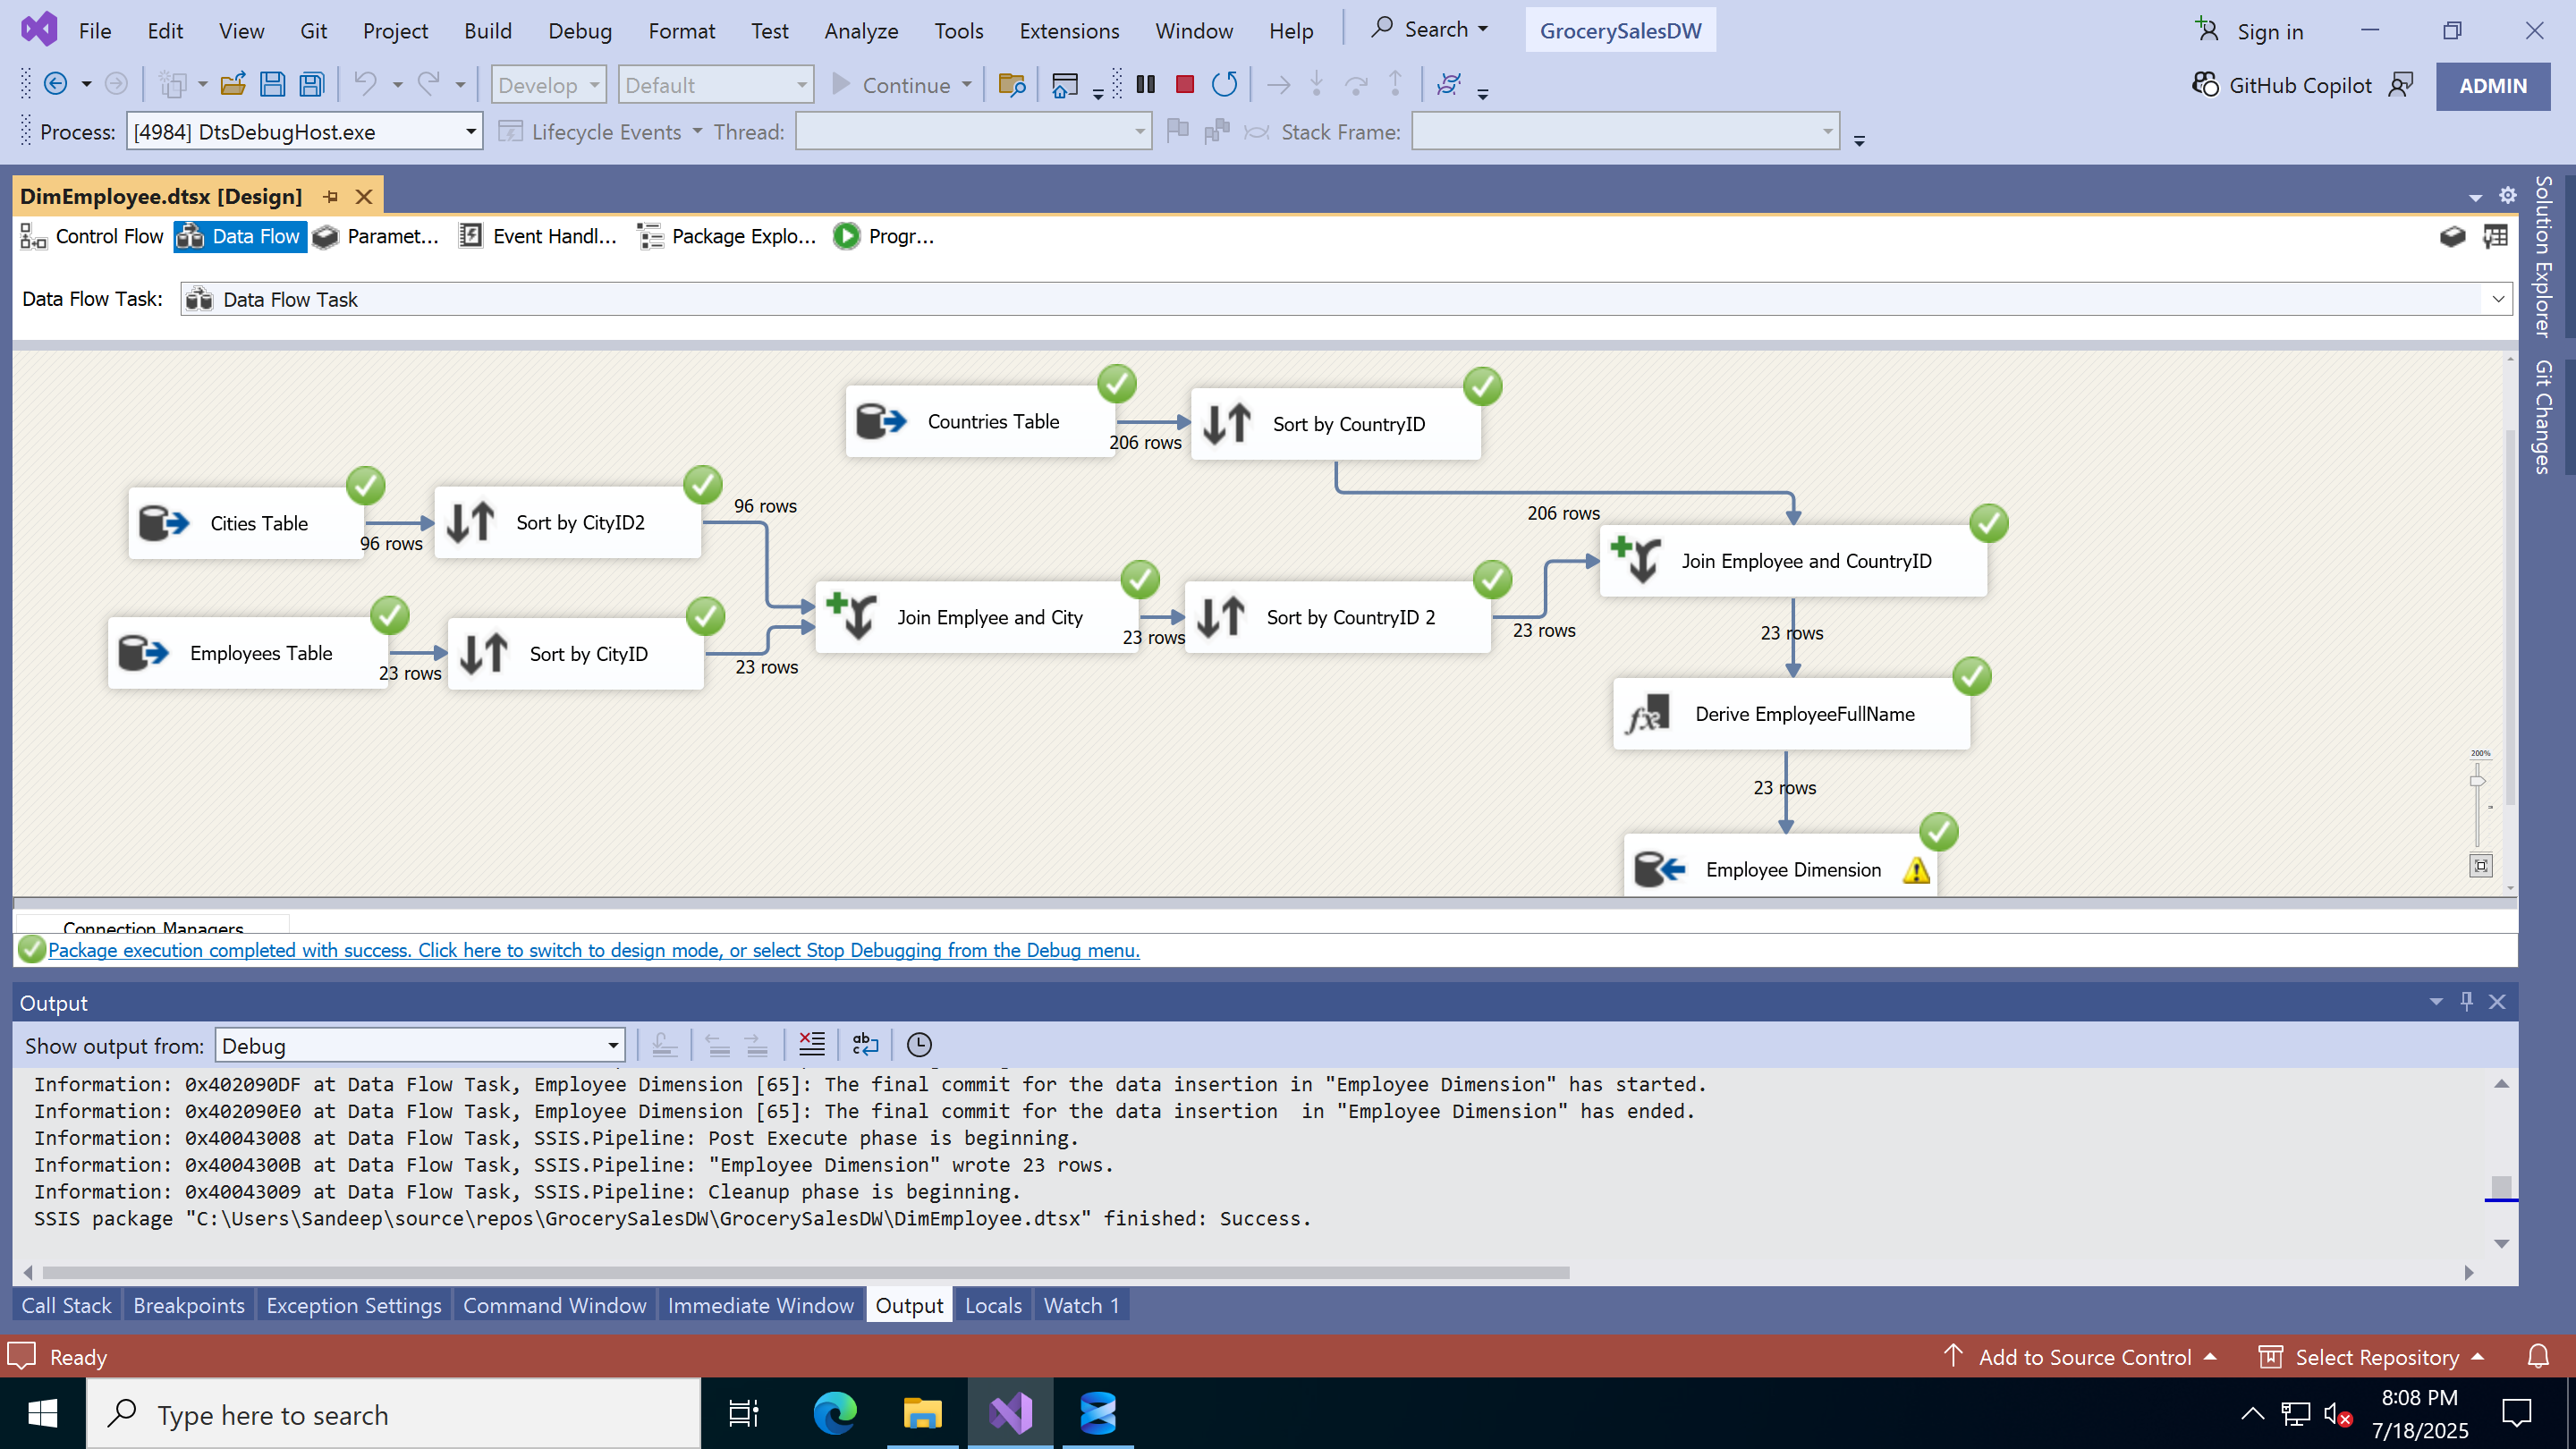 File Edit View Git Project Build Debug Format Test Analyze Tools Extensions Window Help Search GrocerySalesDW Sign in
Develop Default Continue GitHub Copilot ADMIN
Process: [4984] DtsDebugHost.exe Lifecycle Events Thread: Stack Frame:
DimEmployee.dtsx [Design]
Control Flow Data Flow Paramet... Event Handl... Package Explo... Progr...
Data Flow Task: Data Flow Task
Solution Explorer
Git Changes
Countries Table
206 rows
Sort by CountryID
206 rows
Cities Table
96 rows
Sort by CityID2
96 rows
Employees Table
23 rows
Sort by CityID
23 rows
Join Emplyee and City
23 rows
Sort by CountryID 2
23 rows
Join Employee and CountryID
23 rows
Derive EmployeeFullName
23 rows
Employee Dimension
200%
Connection Managers
Package execution completed with success. Click here to switch to design mode, or select Stop Debugging from the Debug menu.
Output
Show output from: Debug
Information: 0x402090DF at Data Flow Task, Employee Dimension [65]: The final commit for the data insertion in "Employee Dimension" has started.
Information: 0x402090E0 at Data Flow Task, Employee Dimension [65]: The final commit for the data insertion  in "Employee Dimension" has ended.
Information: 0x40043008 at Data Flow Task, SSIS.Pipeline: Post Execute phase is beginning.
Information: 0x4004300B at Data Flow Task, SSIS.Pipeline: "Employee Dimension" wrote 23 rows.
Information: 0x40043009 at Data Flow Task, SSIS.Pipeline: Cleanup phase is beginning.
SSIS package "C:\Users\Sandeep\source\repos\GrocerySalesDW\GrocerySalesDW\DimEmployee.dtsx" finished: Success.
Call Stack Breakpoints Exception Settings Command Window Immediate Window Output Locals Watch 1
Ready Add to Source Control Select Repository
Type here to search
8:08 PM
7/18/2025